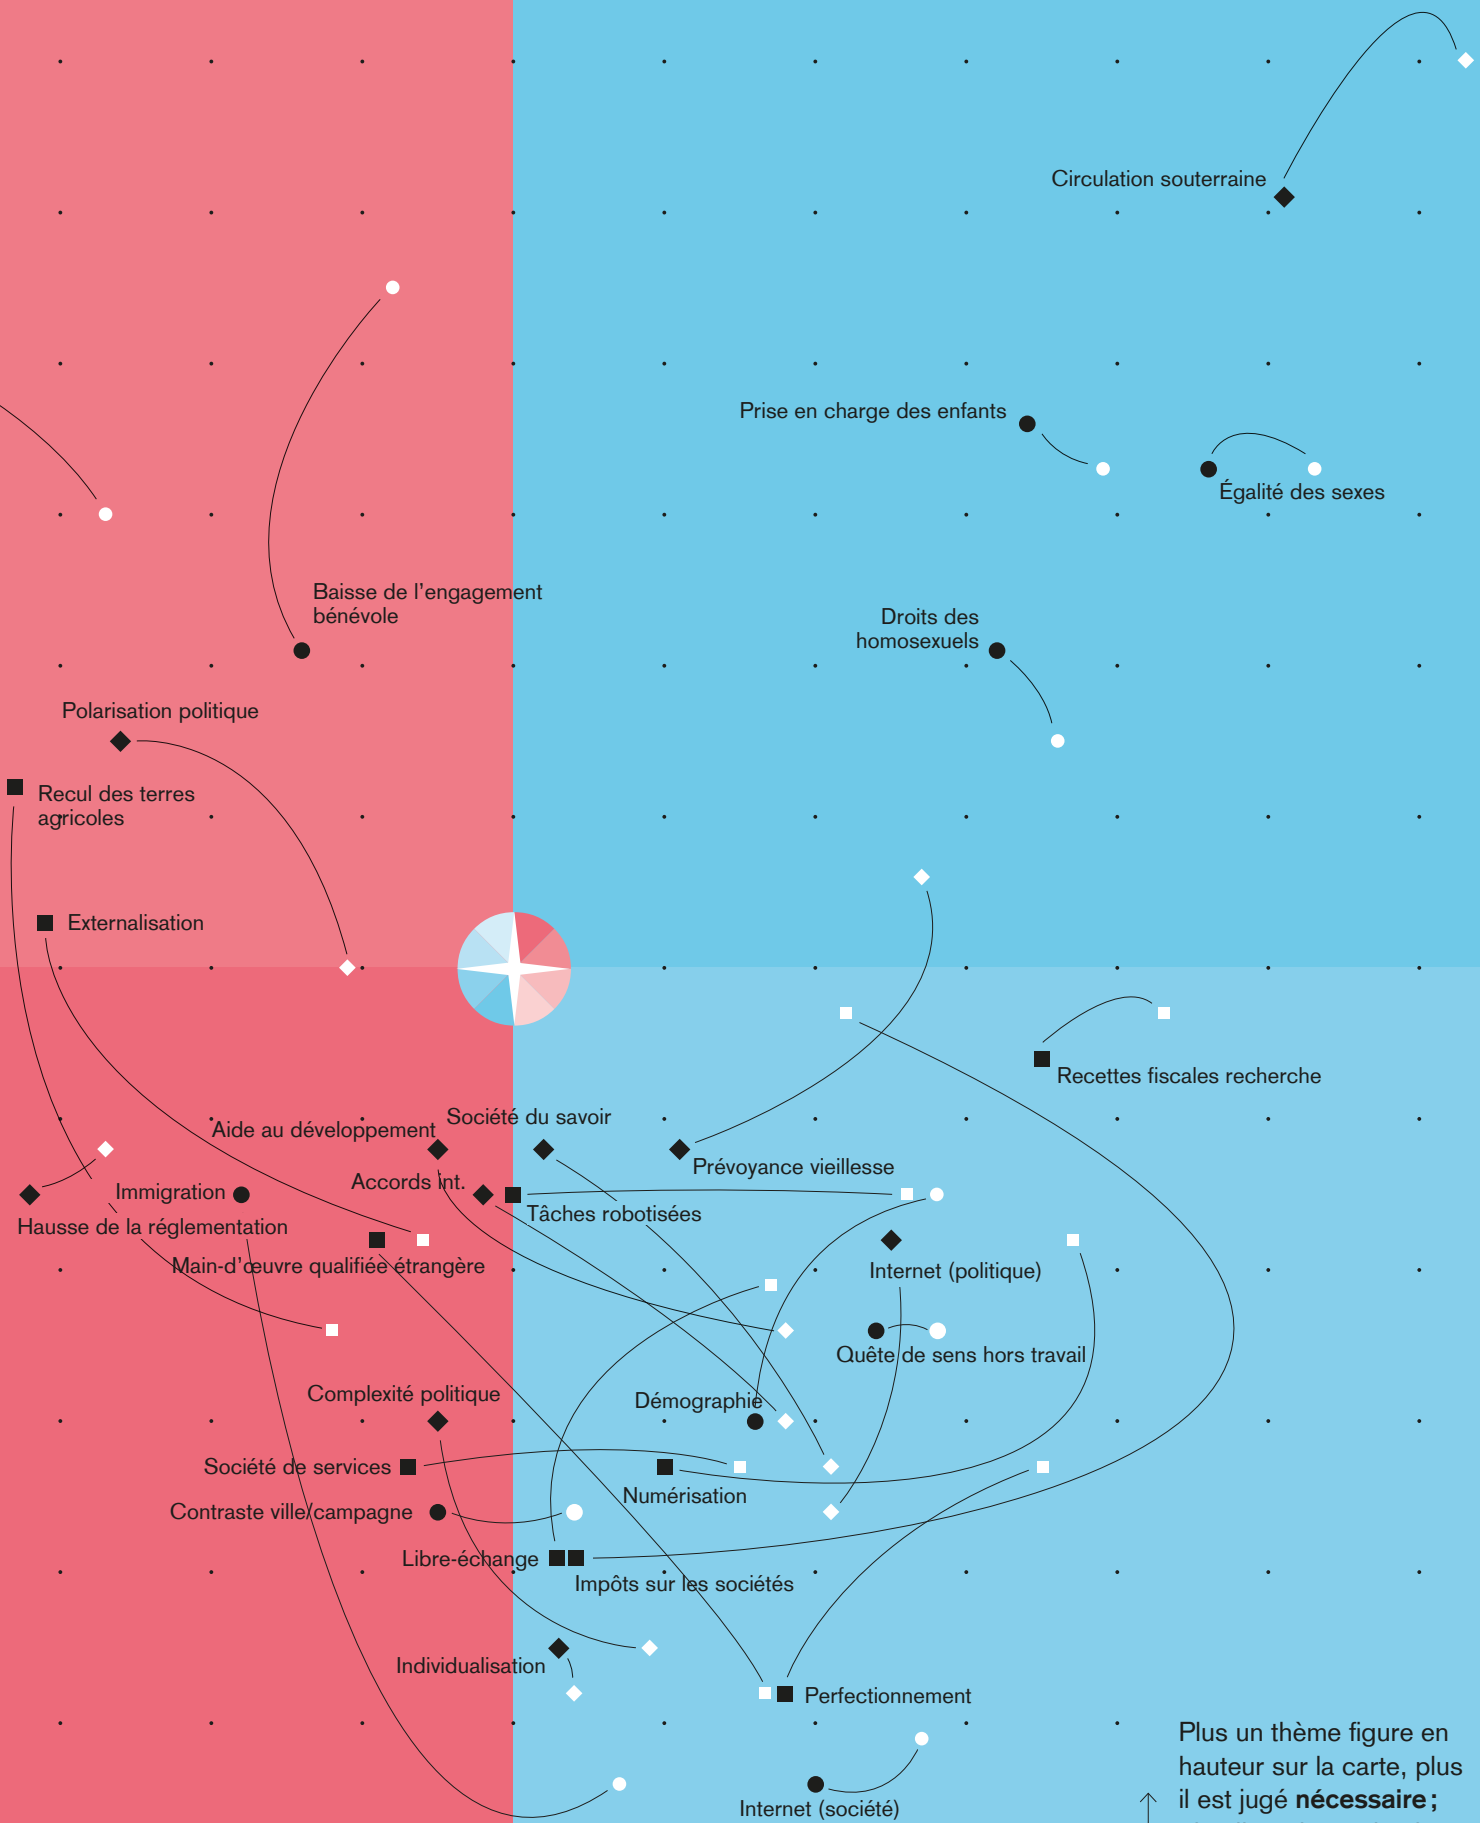 Circulation souterraine
Prise en charge des enfants
Égalité des sexes
Baisse de l'engagement
bénévole
Droits des
homosexuels
Polarisation politique
Recul des terres
agricoles
Externalisation
Recettes fiscales recherche
Société du savoir
Aide au développement
Prévoyance vieillesse
Accords int.
Immigration
Tâches robotisées
Hausse de la réglementation
Main-d'œuvre qualifiée étrangère
Internet (politique)
Quête de sens hors travail
Complexité politique
Démographie
Société de services
Numérisation
Contraste ville/campagne
Libre-échange
Impôts sur les sociétés
Individualisation
Perfectionnement
Plus un thème figure en
hauteur sur la carte, plus
il est jugé nécessaire ;
Internet (société)